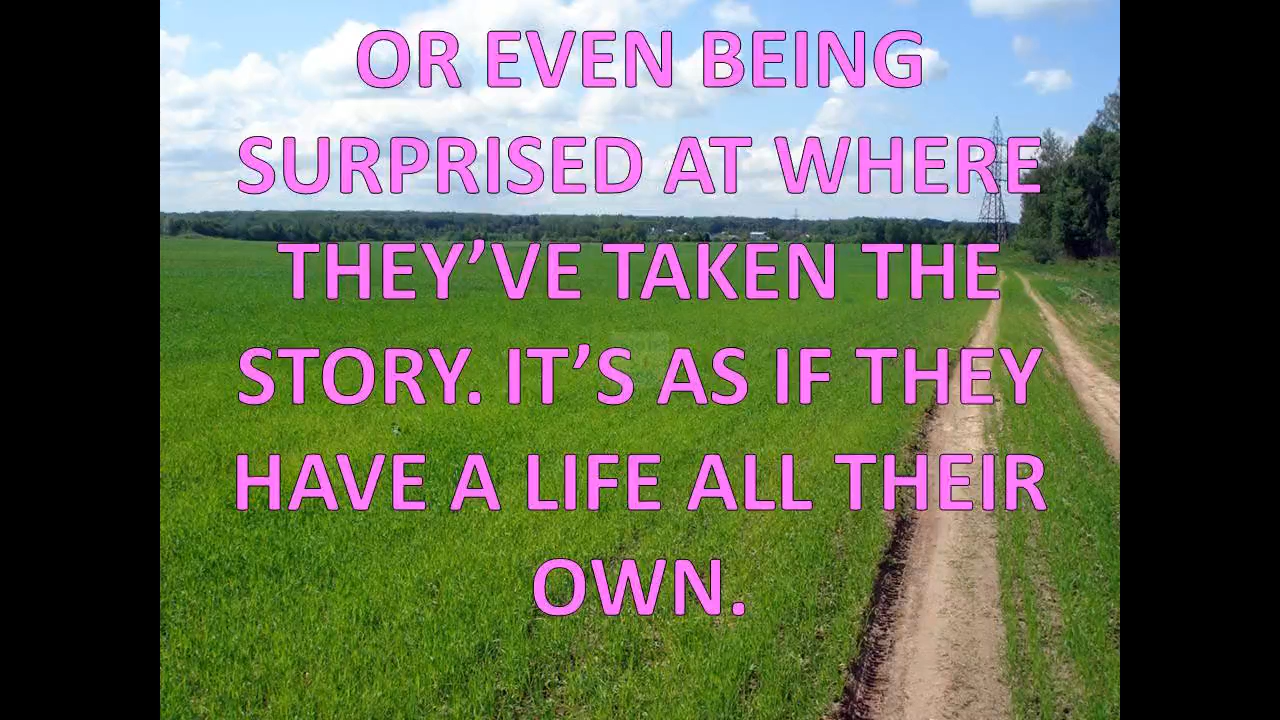 OR EVEN BEING
SURPRISED AT WHERE
THEY’VE TAKEN THE
STORY. IT’S AS IF THEY
HAVE A LIFE ALL THEIR
OWN.